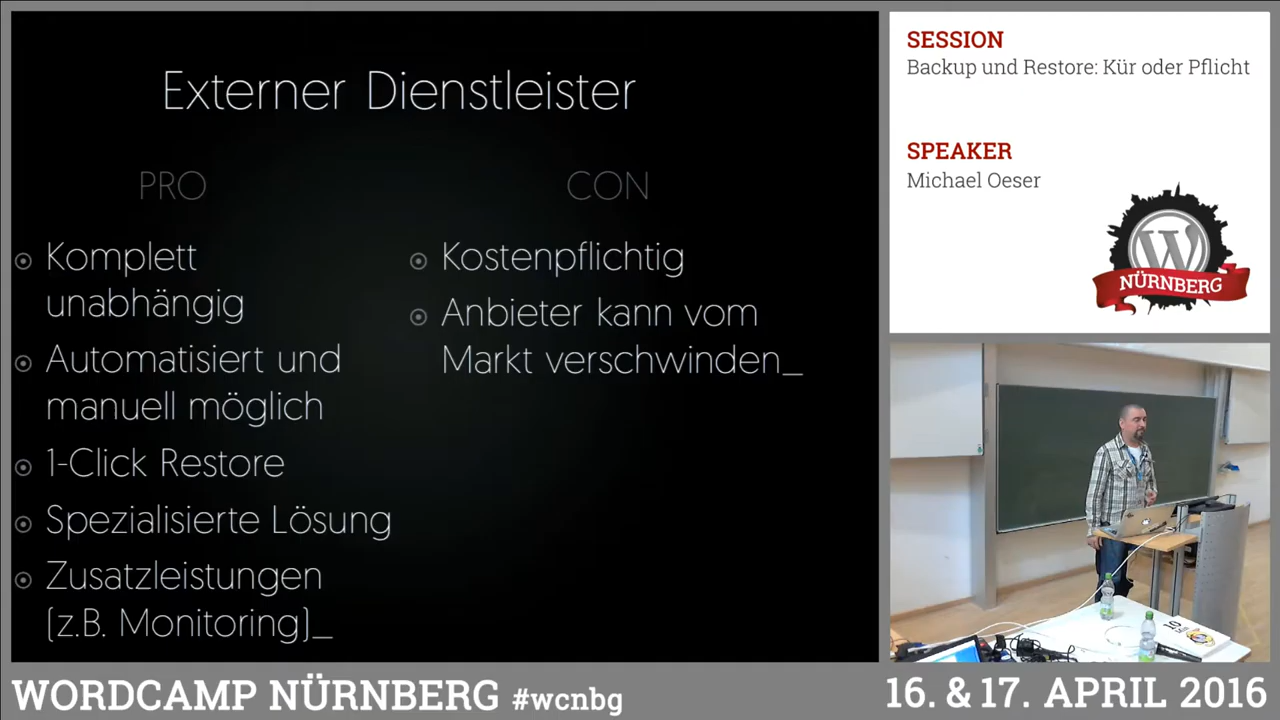 Externer Dienstleister
PRO
Komplett
unabhängig
Automatisiert und
manuell möglich
1-Click Restore
Spezialisierte Lösung
Zusatzleistungen
(z.B. Monitoring)_
CON
Kostenpflichtig
Anbieter kann vom
Markt verschwinden_
SESSION
Backup und Restore: Kür oder Pflicht
SPEAKER
Michael Oeser
W
NÜRNBERG
10
Min
WORDCAMP NÜRNBERG #wcnbg
16. & 17. APRIL 2016